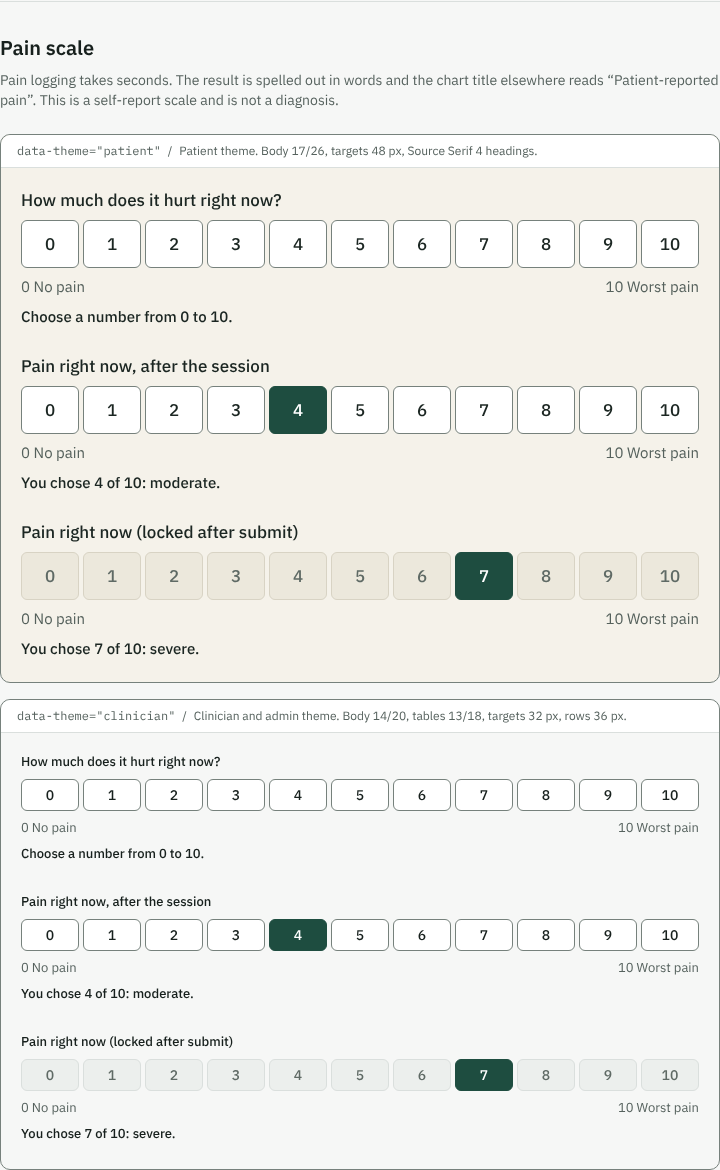 Pain scale
Pain logging takes seconds. The result is spelled out in words and the chart title elsewhere reads “Patient-reported
pain”. This is a self-report scale and is not a diagnosis.
data-theme="patient" / Patient theme. Body 17/26, targets 48 px, Source Serif 4 headings.
How much does it hurt right now?
0 1 2 3 4 5 6 7 8 9 10
0 No pain 10 Worst pain
Choose a number from 0 to 10.
Pain right now, after the session
0 1 2 3 4 5 6 7 8 9 10
0 No pain 10 Worst pain
You chose 4 of 10: moderate.
Pain right now (locked after submit)
0 1 2 3 4 5 6 7 8 9 10
0 No pain 10 Worst pain
You chose 7 of 10: severe.
data-theme="clinician" / Clinician and admin theme. Body 14/20, tables 13/18, targets 32 px, rows 36 px.
How much does it hurt right now?
0 1 2 3 4 5 6 7 8 9 10
0 No pain 10 Worst pain
Choose a number from 0 to 10.
Pain right now, after the session
0 1 2 3 4 5 6 7 8 9 10
0 No pain 10 Worst pain
You chose 4 of 10: moderate.
Pain right now (locked after submit)
0 1 2 3 4 5 6 7 8 9 10
0 No pain 10 Worst pain
You chose 7 of 10: severe.